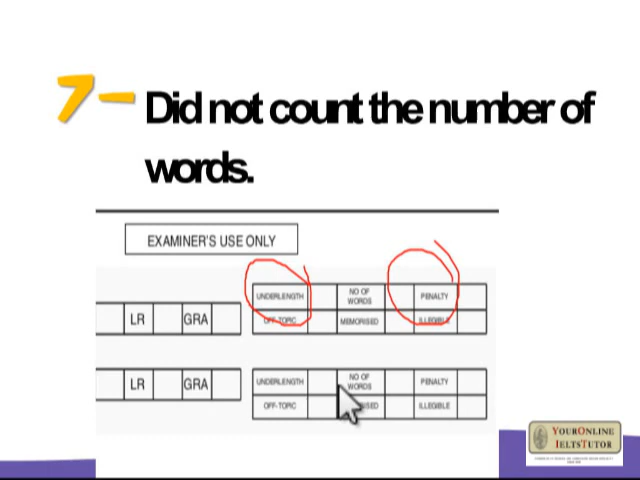 7-
Did not count the number of
words.
EXAMINER'S USE ONLY
UNDERLENGTH NO OF WORDS PENALTY
LR GRA OFF-TOPIC MEMORISED ILLEGIBLE
UNDERLENGTH NO OF WORDS PENALTY
LR GRA OFF-TOPIC ISED ILLEGIBLE
YOURONLINE
IELTSTUTOR